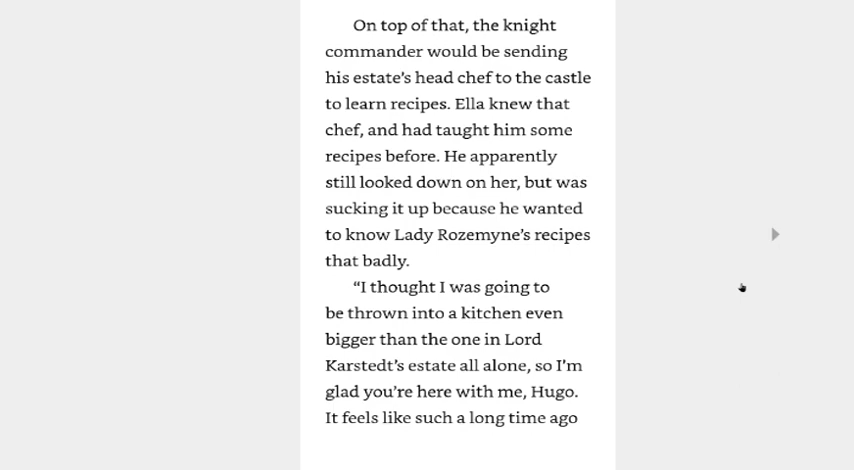 On top of that, the knight
commander would be sending
his estate’s head chef to the castle
to learn recipes. Ella knew that
chef, and had taught him some
recipes before. He apparently
still looked down on her, but was
sucking it up because he wanted
to know Lady Rozemyne’s recipes
that badly.
“I thought I was going to
be thrown into a kitchen even
bigger than the one in Lord
Karstedt’s estate all alone, so I’m
glad you’re here with me, Hugo.
It feels like such a long time ago